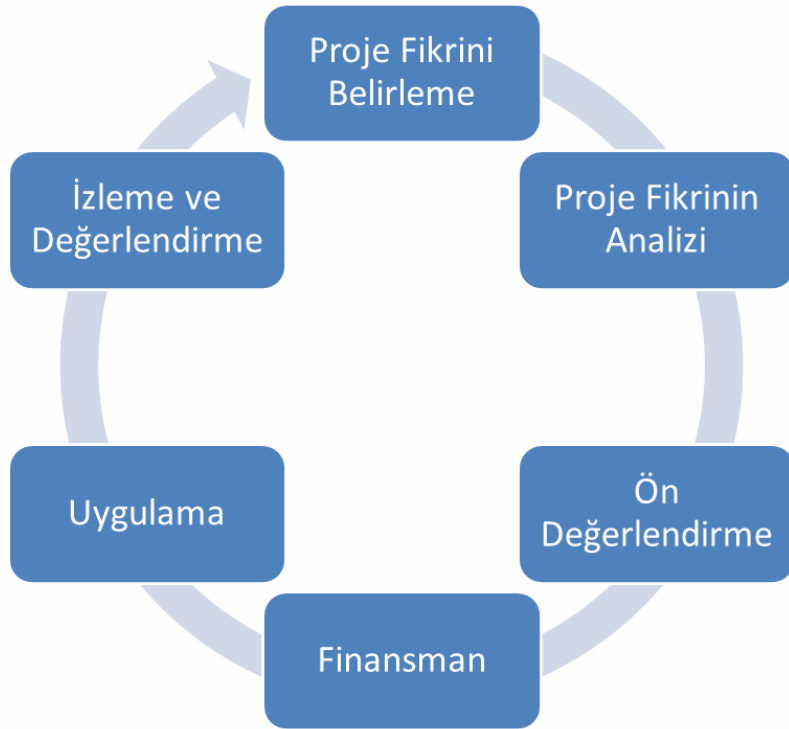 Proje Fikrini
Belirleme
Proje Fikrinin
Analizi
Ön
Değerlendirme
Finansman
Uygulama
İzleme ve
Değerlendirme